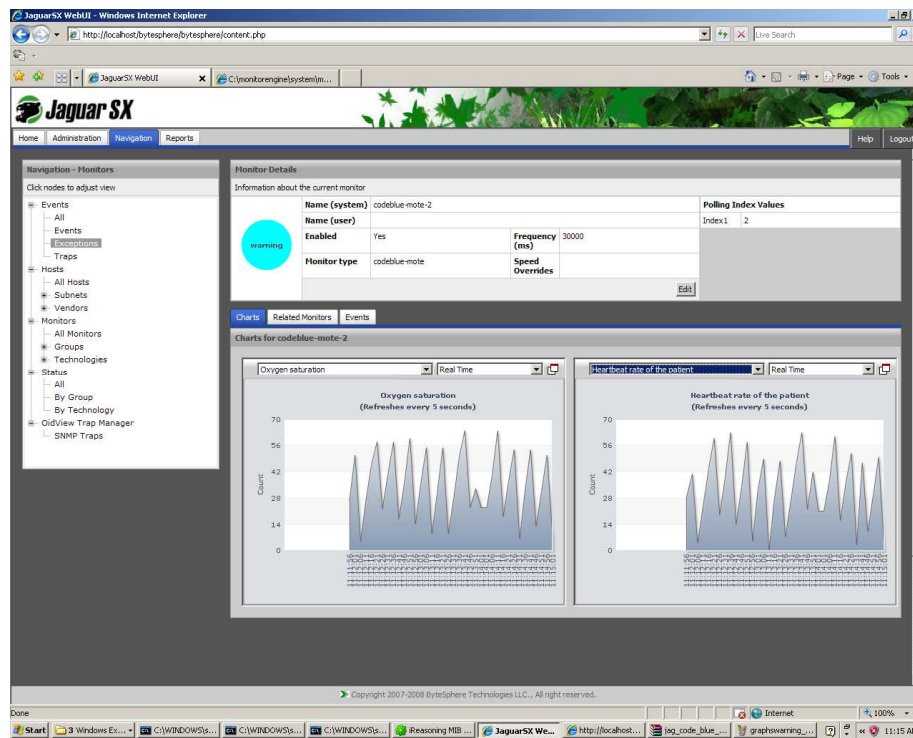 JaguarSX WebUI - Windows Internet Explorer
http://localhost/bytesphere/bytesphere/content.php
Live Search
JaguarSX WebUI
C:\monitorengine\system\m...
Page
Tools
Jaguar SX
Home Administration Navigation Reports
Help Logout
Navigation - Monitors
Click nodes to adjust view
Events
All
Events
Exceptions
Traps
Hosts
All Hosts
Subnets
Vendors
Monitors
All Monitors
Groups
Technologies
Status
All
By Group
By Technology
OidView Trap Manager
SNMP Traps
Monitor Details
Information about the current monitor
warning
Name (system) codeblue-mote-2
Name (user)
Enabled Yes Frequency (ms) 30000
Monitor type codeblue-mote Speed Overrides
Edit
Polling Index Values
Index1 2
Charts Related Monitors Events
Charts for codeblue-mote-2
Oxygen saturation Real Time
Oxygen saturation
(Refreshes every 5 seconds)
Count
70
56
42
28
14
0
Heartbeat rate of the patient Real Time
Heartbeat rate of the patient
(Refreshes every 5 seconds)
Count
70
56
42
28
14
0
Copyright 2007-2008 ByteSphere Technologies LLC., All right reserved.
Done
Internet
100%
Start
3 Windows Ex...
C:\WINDOWS\s...
C:\WINDOWS\s...
C:\WINDOWS\s...
iReasoning MIB ...
JaguarSX We...
http://localhost...
jag_code_blue_...
graphswarning_...
11:15 A